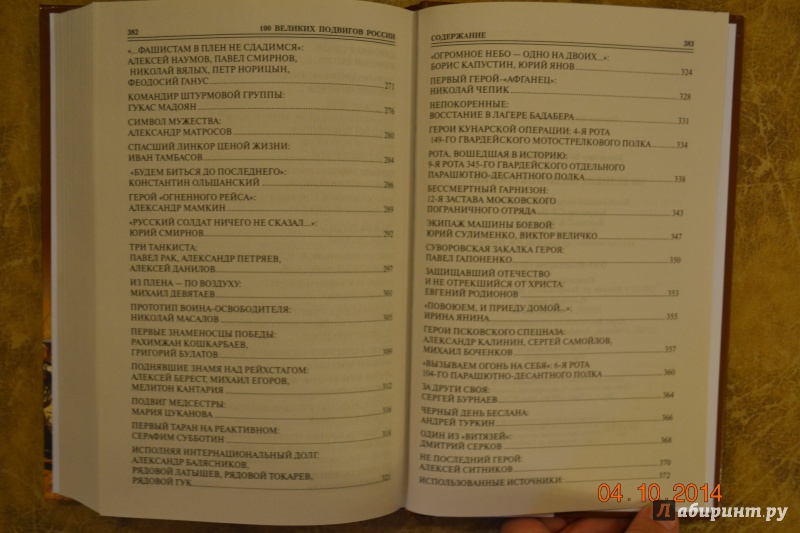 382
100 ВЕЛИКИХ ПОДВИГОВ РОССИИ
«...ФАШИСТАМ В ПЛЕН НЕ СДАДИМСЯ»:
АЛЕКСЕЙ НАУМОВ, ПАВЕЛ СМИРНОВ,
НИКОЛАЙ ВЯЛЫХ, ПЕТР НОРИЦЫН,
ФЕОДОСИЙ ГАНУС 271
КОМАНДИР ШТУРМОВОЙ ГРУППЫ:
ГУКАС МАДОЯН 276
СИМВОЛ МУЖЕСТВА:
АЛЕКСАНДР МАТРОСОВ 280
СПАСШИЙ ЛИНКОР ЦЕНОЙ ЖИЗНИ:
ИВАН ТАМБАСОВ 284
«БУДЕМ БИТЬСЯ ДО ПОСЛЕДНЕГО»:
КОНСТАНТИН ОЛЬШАНСКИЙ 286
ГЕРОЙ «ОГНЕННОГО РЕЙСА»:
АЛЕКСАНДР МАМКИН 289
«РУССКИЙ СОЛДАТ НИЧЕГО НЕ СКАЗАЛ...»:
ЮРИЙ СМИРНОВ 292
ТРИ ТАНКИСТА:
ПАВЕЛ РАК, АЛЕКСАНДР ПЕТРЯЕВ,
АЛЕКСЕЙ ДАНИЛОВ 297
ИЗ ПЛЕНА — ПО ВОЗДУХУ:
МИХАИЛ ДЕВЯТАЕВ 301
ПРОТОТИП ВОИНА-ОСВОБОДИТЕЛЯ:
НИКОЛАЙ МАСАЛОВ 305
ПЕРВЫЕ ЗНАМЕНОСЦЫ ПОБЕДЫ:
РАХИМЖАН КОШКАРБАЕВ,
ГРИГОРИЙ БУЛАТОВ 309
ПОДНЯВШИЕ ЗНАМЯ НАД РЕЙХСТАГОМ:
АЛЕКСЕЙ БЕРЕСТ, МИХАИЛ ЕГОРОВ,
МЕЛИТОН КАНТАРИЯ 312
ПОДВИГ МЕДСЕСТРЫ:
МАРИЯ ЦУКАНОВА 316
ПЕРВЫЙ ТАРАН НА РЕАКТИВНОМ:
СЕРАФИМ СУББОТИН 318
ИСПОЛНЯЯ ИНТЕРНАЦИОНАЛЬНЫЙ ДОЛГ:
АЛЕКСАНДР БАЛЯСНИКОВ,
РЯДОВОЙ ЛАТЫШЕВ, РЯДОВОЙ ТОКАРЕВ,
РЯДОВОЙ ГУК 321
СОДЕРЖАНИЕ
383
«ОГРОМНОЕ НЕБО — ОДНО НА ДВОИХ...»:
БОРИС КАПУСТИН, ЮРИЙ ЯНОВ 324
ПЕРВЫЙ ГЕРОЙ-«АФГАНЕЦ»:
НИКОЛАЙ ЧЕПИК 328
НЕПОКОРЕННЫЕ:
ВОССТАНИЕ В ЛАГЕРЕ БАДАБЕРА 331
ГЕРОИ КУНАРСКОЙ ОПЕРАЦИИ: 4-Я РОТА
149-ГО ГВАРДЕЙСКОГО МОТОСТРЕЛКОВОГО ПОЛКА 334
РОТА, ВОШЕДШАЯ В ИСТОРИЮ:
9-Я РОТА 345-ГО ГВАРДЕЙСКОГО ОТДЕЛЬНОГО
ПАРАШЮТНО-ДЕСАНТНОГО ПОЛКА 338
БЕССМЕРТНЫЙ ГАРНИЗОН:
12-Я ЗАСТАВА МОСКОВСКОГО
ПОГРАНИЧНОГО ОТРЯДА 343
ЭКИПАЖ МАШИНЫ БОЕВОЙ:
ЮРИЙ СУЛИМЕНКО, ВИКТОР ВЕЛИЧКО 347
СУВОРОВСКАЯ ЗАКАЛКА ГЕРОЯ:
ПАВЕЛ ГАПОНЕНКО 350
ЗАЩИЩАВШИЙ ОТЕЧЕСТВО
И НЕ ОТРЕКШИЙСЯ ОТ ХРИСТА:
ЕВГЕНИЙ РОДИОНОВ 353
«ПОВОЮЕМ, И ПРИЕДУ ДОМОЙ...»:
ИРИНА ЯНИНА 355
ГЕРОИ ПСКОВСКОГО СПЕЦНАЗА:
АЛЕКСАНДР КАЛИНИН, СЕРГЕЙ САМОЙЛОВ,
МИХАИЛ БОЧЕНКОВ 357
«ВЫЗЫВАЕМ ОГОНЬ НА СЕБЯ»: 6-Я РОТА
104-ГО ПАРАШЮТНО-ДЕСАНТНОГО ПОЛКА 360
ЗА ДРУГИ СВОЯ:
СЕРГЕЙ БУРНАЕВ 364
ЧЕРНЫЙ ДЕНЬ БЕСЛАНА:
АНДРЕЙ ТУРКИН 366
ОДИН ИЗ «ВИТЯЗЕЙ»:
ДМИТРИЙ СЕРКОВ 368
НЕ ПОСЛЕДНИЙ ГЕРОЙ:
АЛЕКСЕЙ СИТНИКОВ 370
ИСПОЛЬЗОВАННЫЕ ИСТОЧНИКИ 372
04.10.2014
Лабиринт.ру